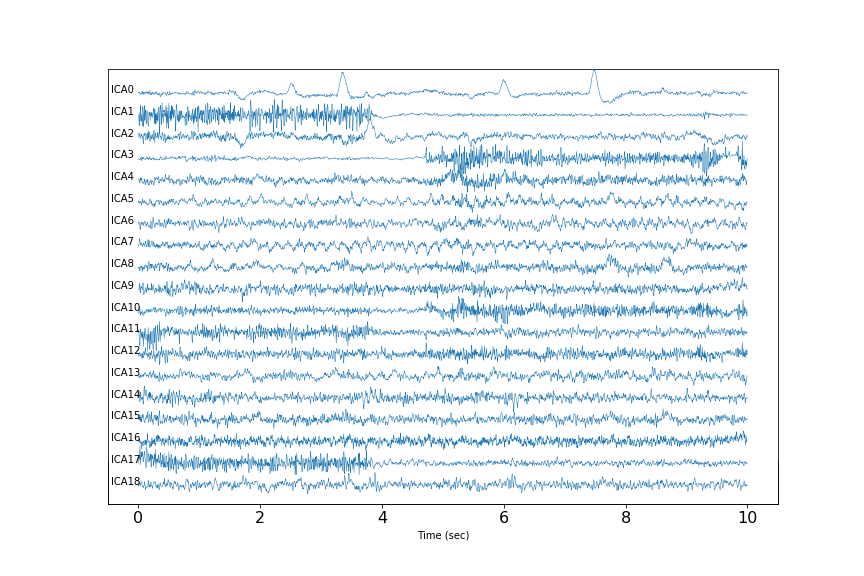 ICA0
ICA1
ICA2
ICA3
ICA4
ICA5
ICA6
ICA7
ICA8
ICA9
ICA10
ICA11
ICA12
ICA13
ICA14
ICA15
ICA16
ICA17
ICA18
0 2 4 6 8 10
Time (sec)